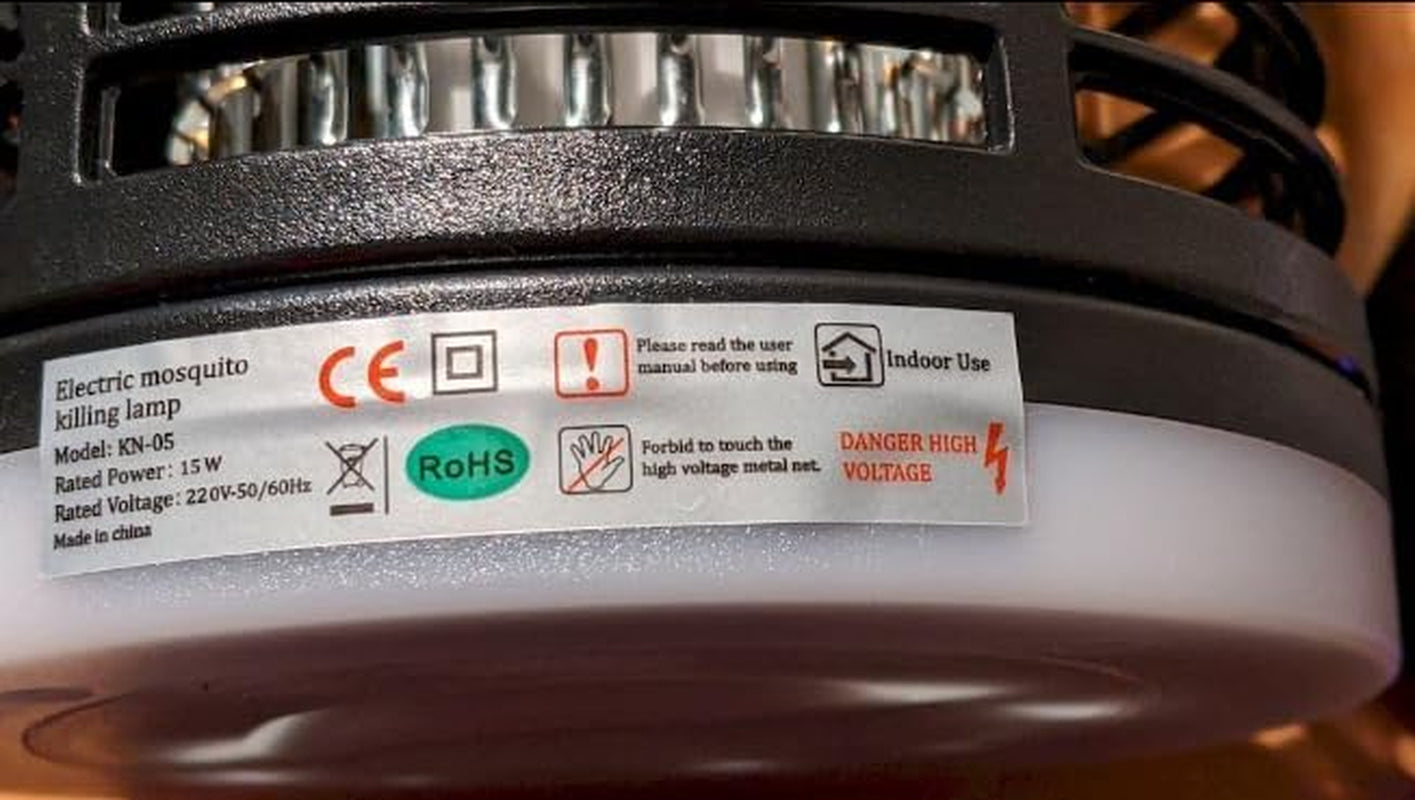 Electric mosquito
killing lamp
Model: KN-05
Rated Power: 15 W
Rated Voltage: 220V-50/60Hz
Made in china
CE
RoHS
Please read the user
manual before using
Indoor Use
Forbid to touch the
high voltage metal net.
DANGER HIGH
VOLTAGE